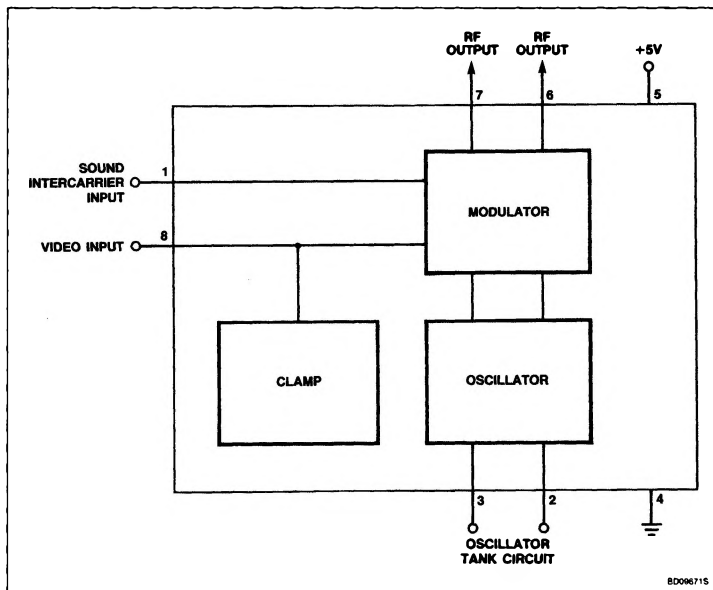 RF
OUTPUT
RF
OUTPUT
+5V
7
6
5
SOUND
INTERCARRIER
INPUT
1
MODULATOR
VIDEO INPUT
8
CLAMP
OSCILLATOR
3
2
4
OSCILLATOR
TANK CIRCUIT
BD09671S